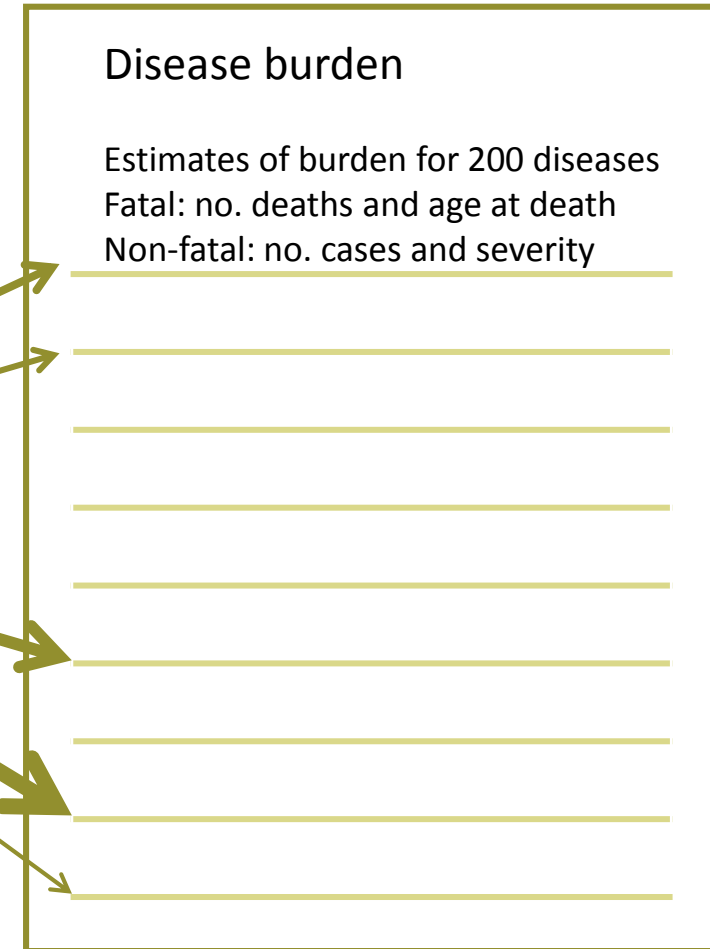 Disease burden
Estimates of burden for 200 diseases
Fatal: no. deaths and age at death
Non-fatal: no. cases and severity